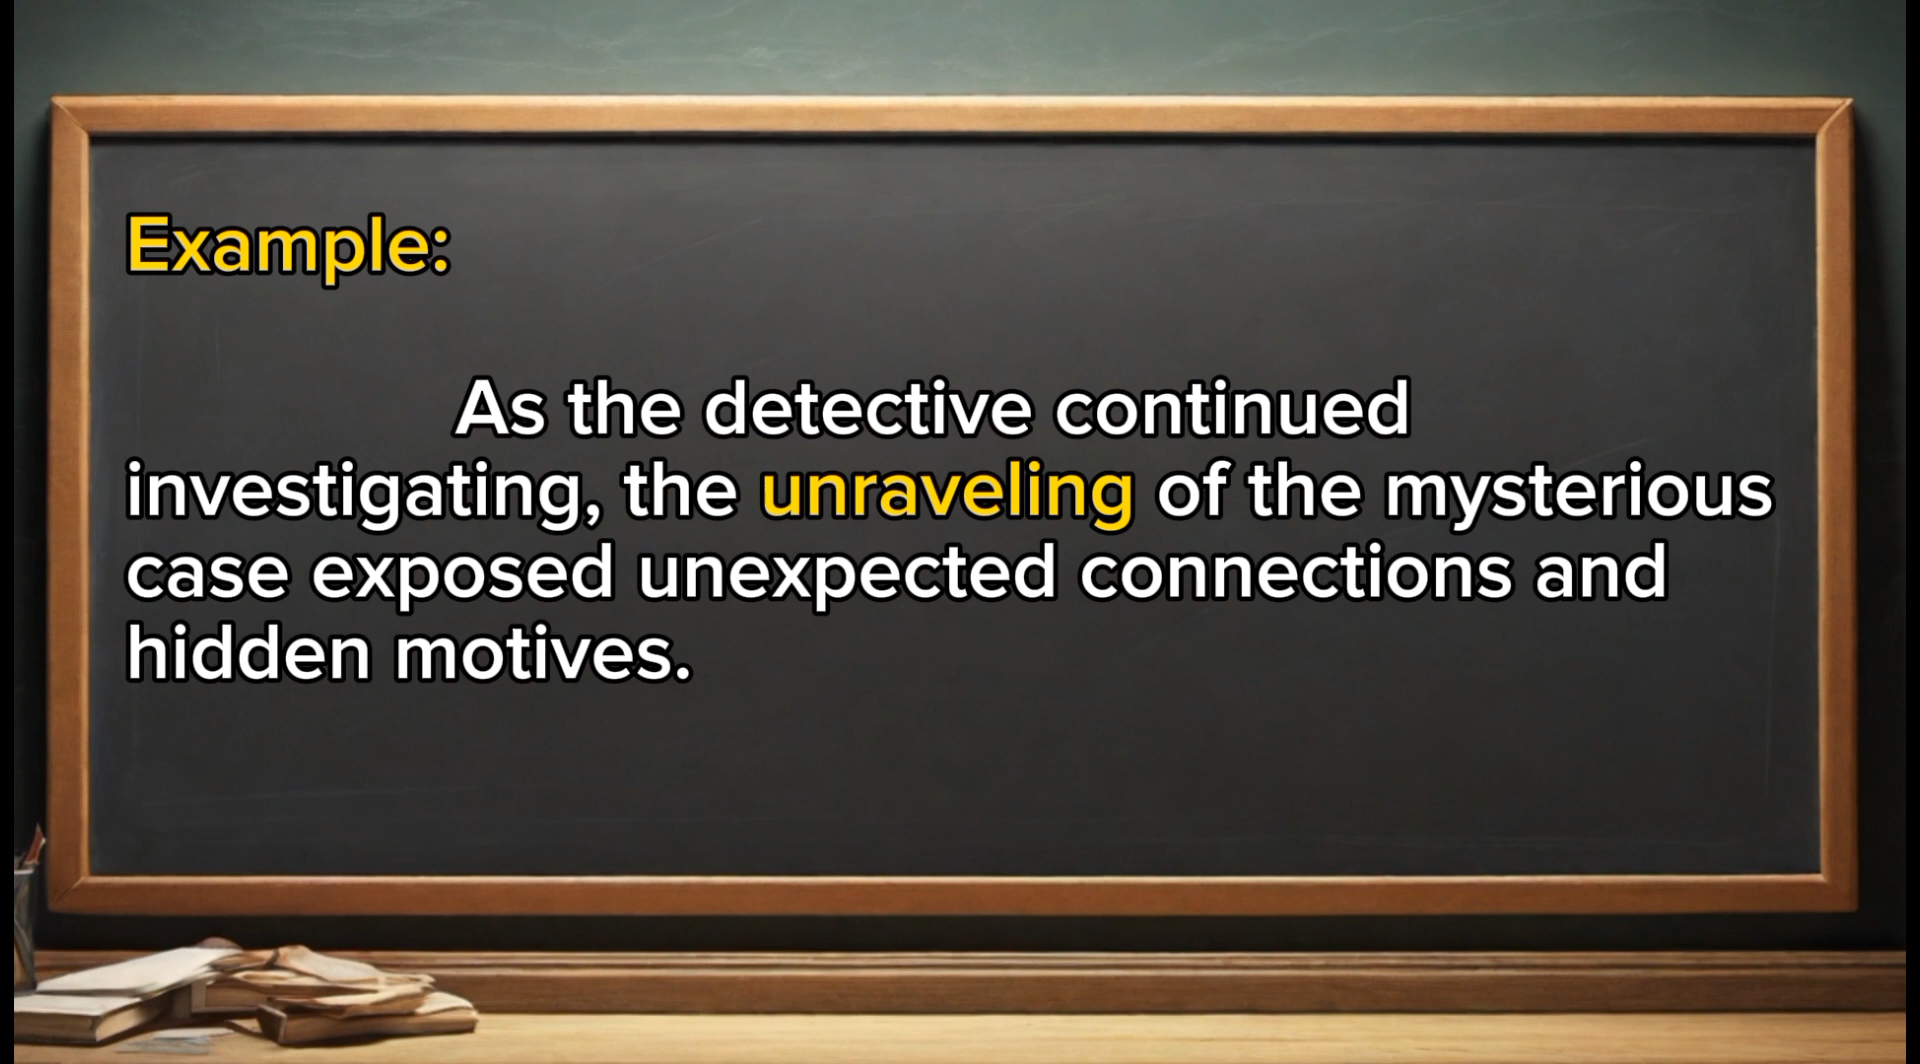 Example:
As the detective continued
investigating, the unraveling of the mysterious
case exposed unexpected connections and
hidden motives.